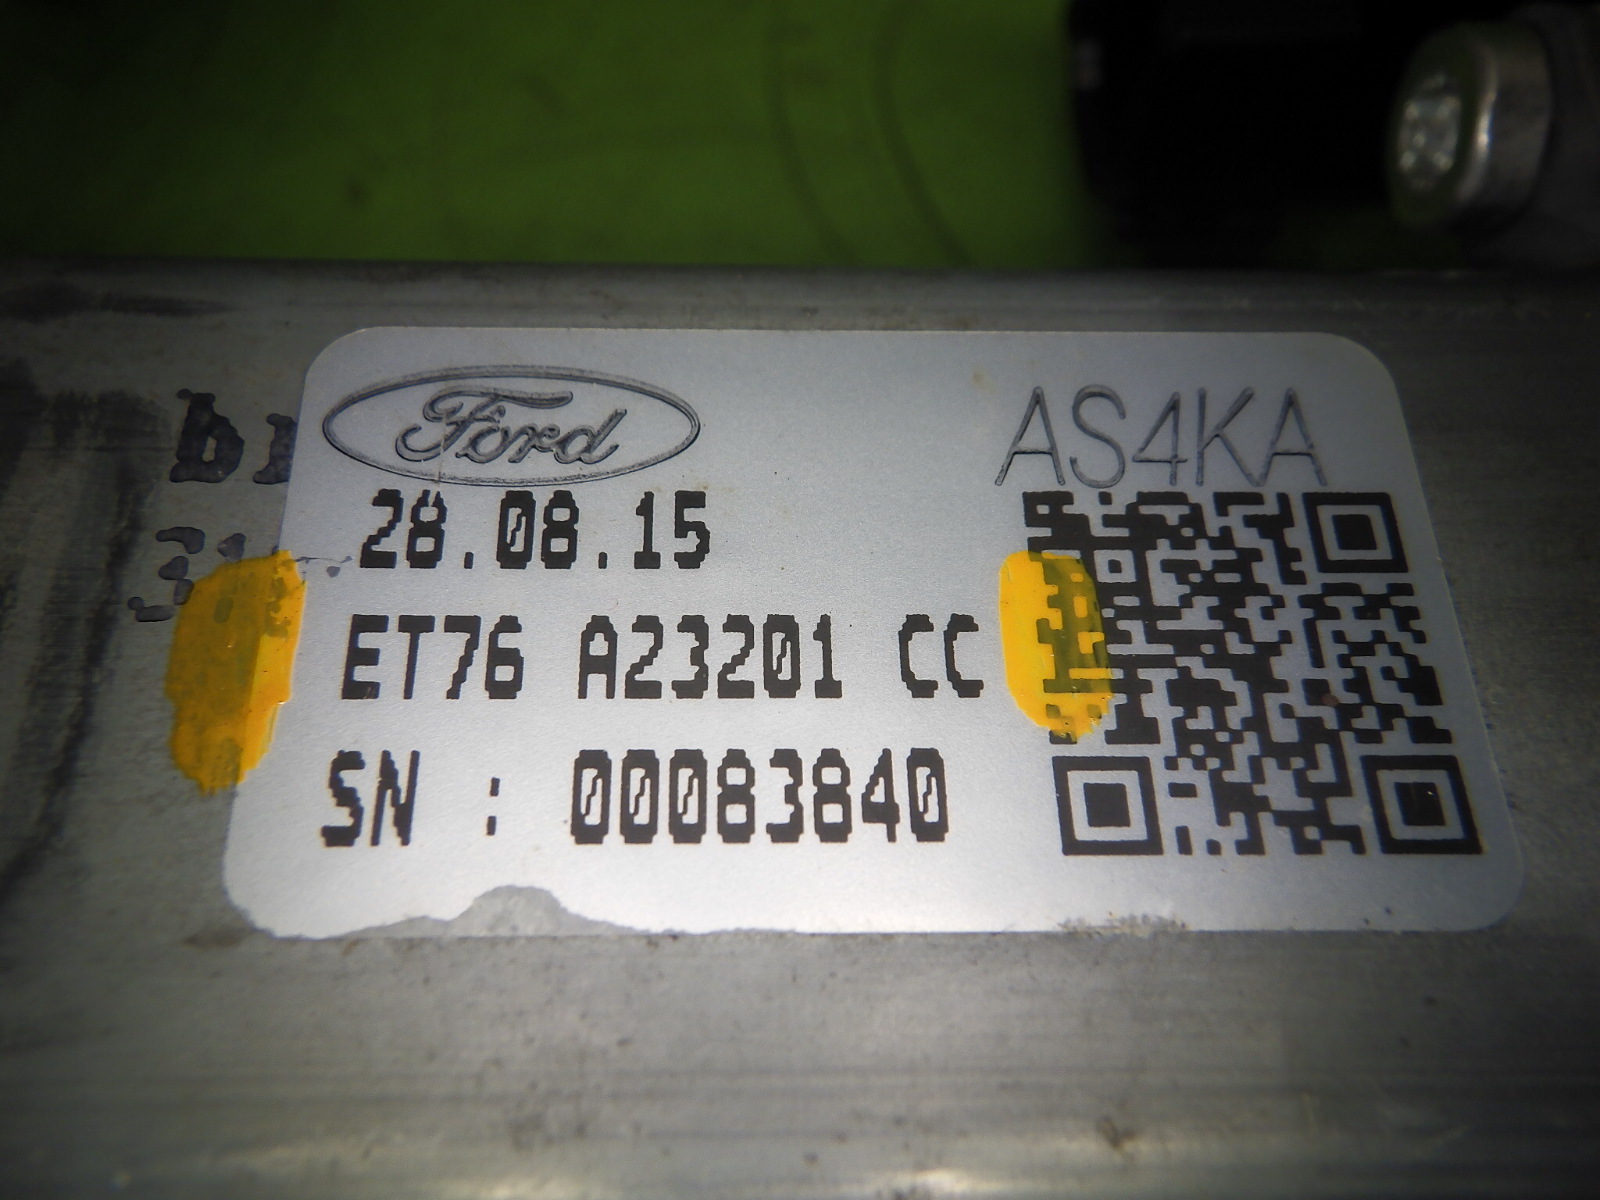 Ford
AS4KA
28.08.15
ET76 A23201 CC
SN : 00083840